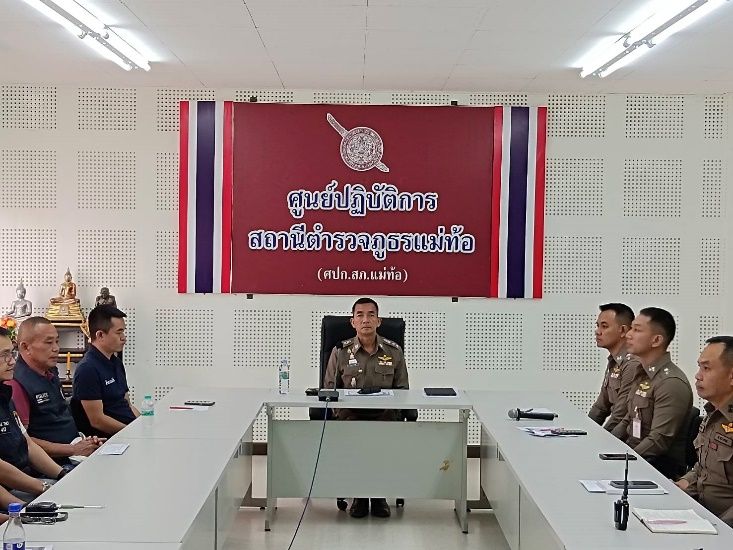 ศูนย์ปฏิบัติการ
สถานีตำรวจภูธรแม่ท้อ
(ศปก.สภ.แม่ท้อ)